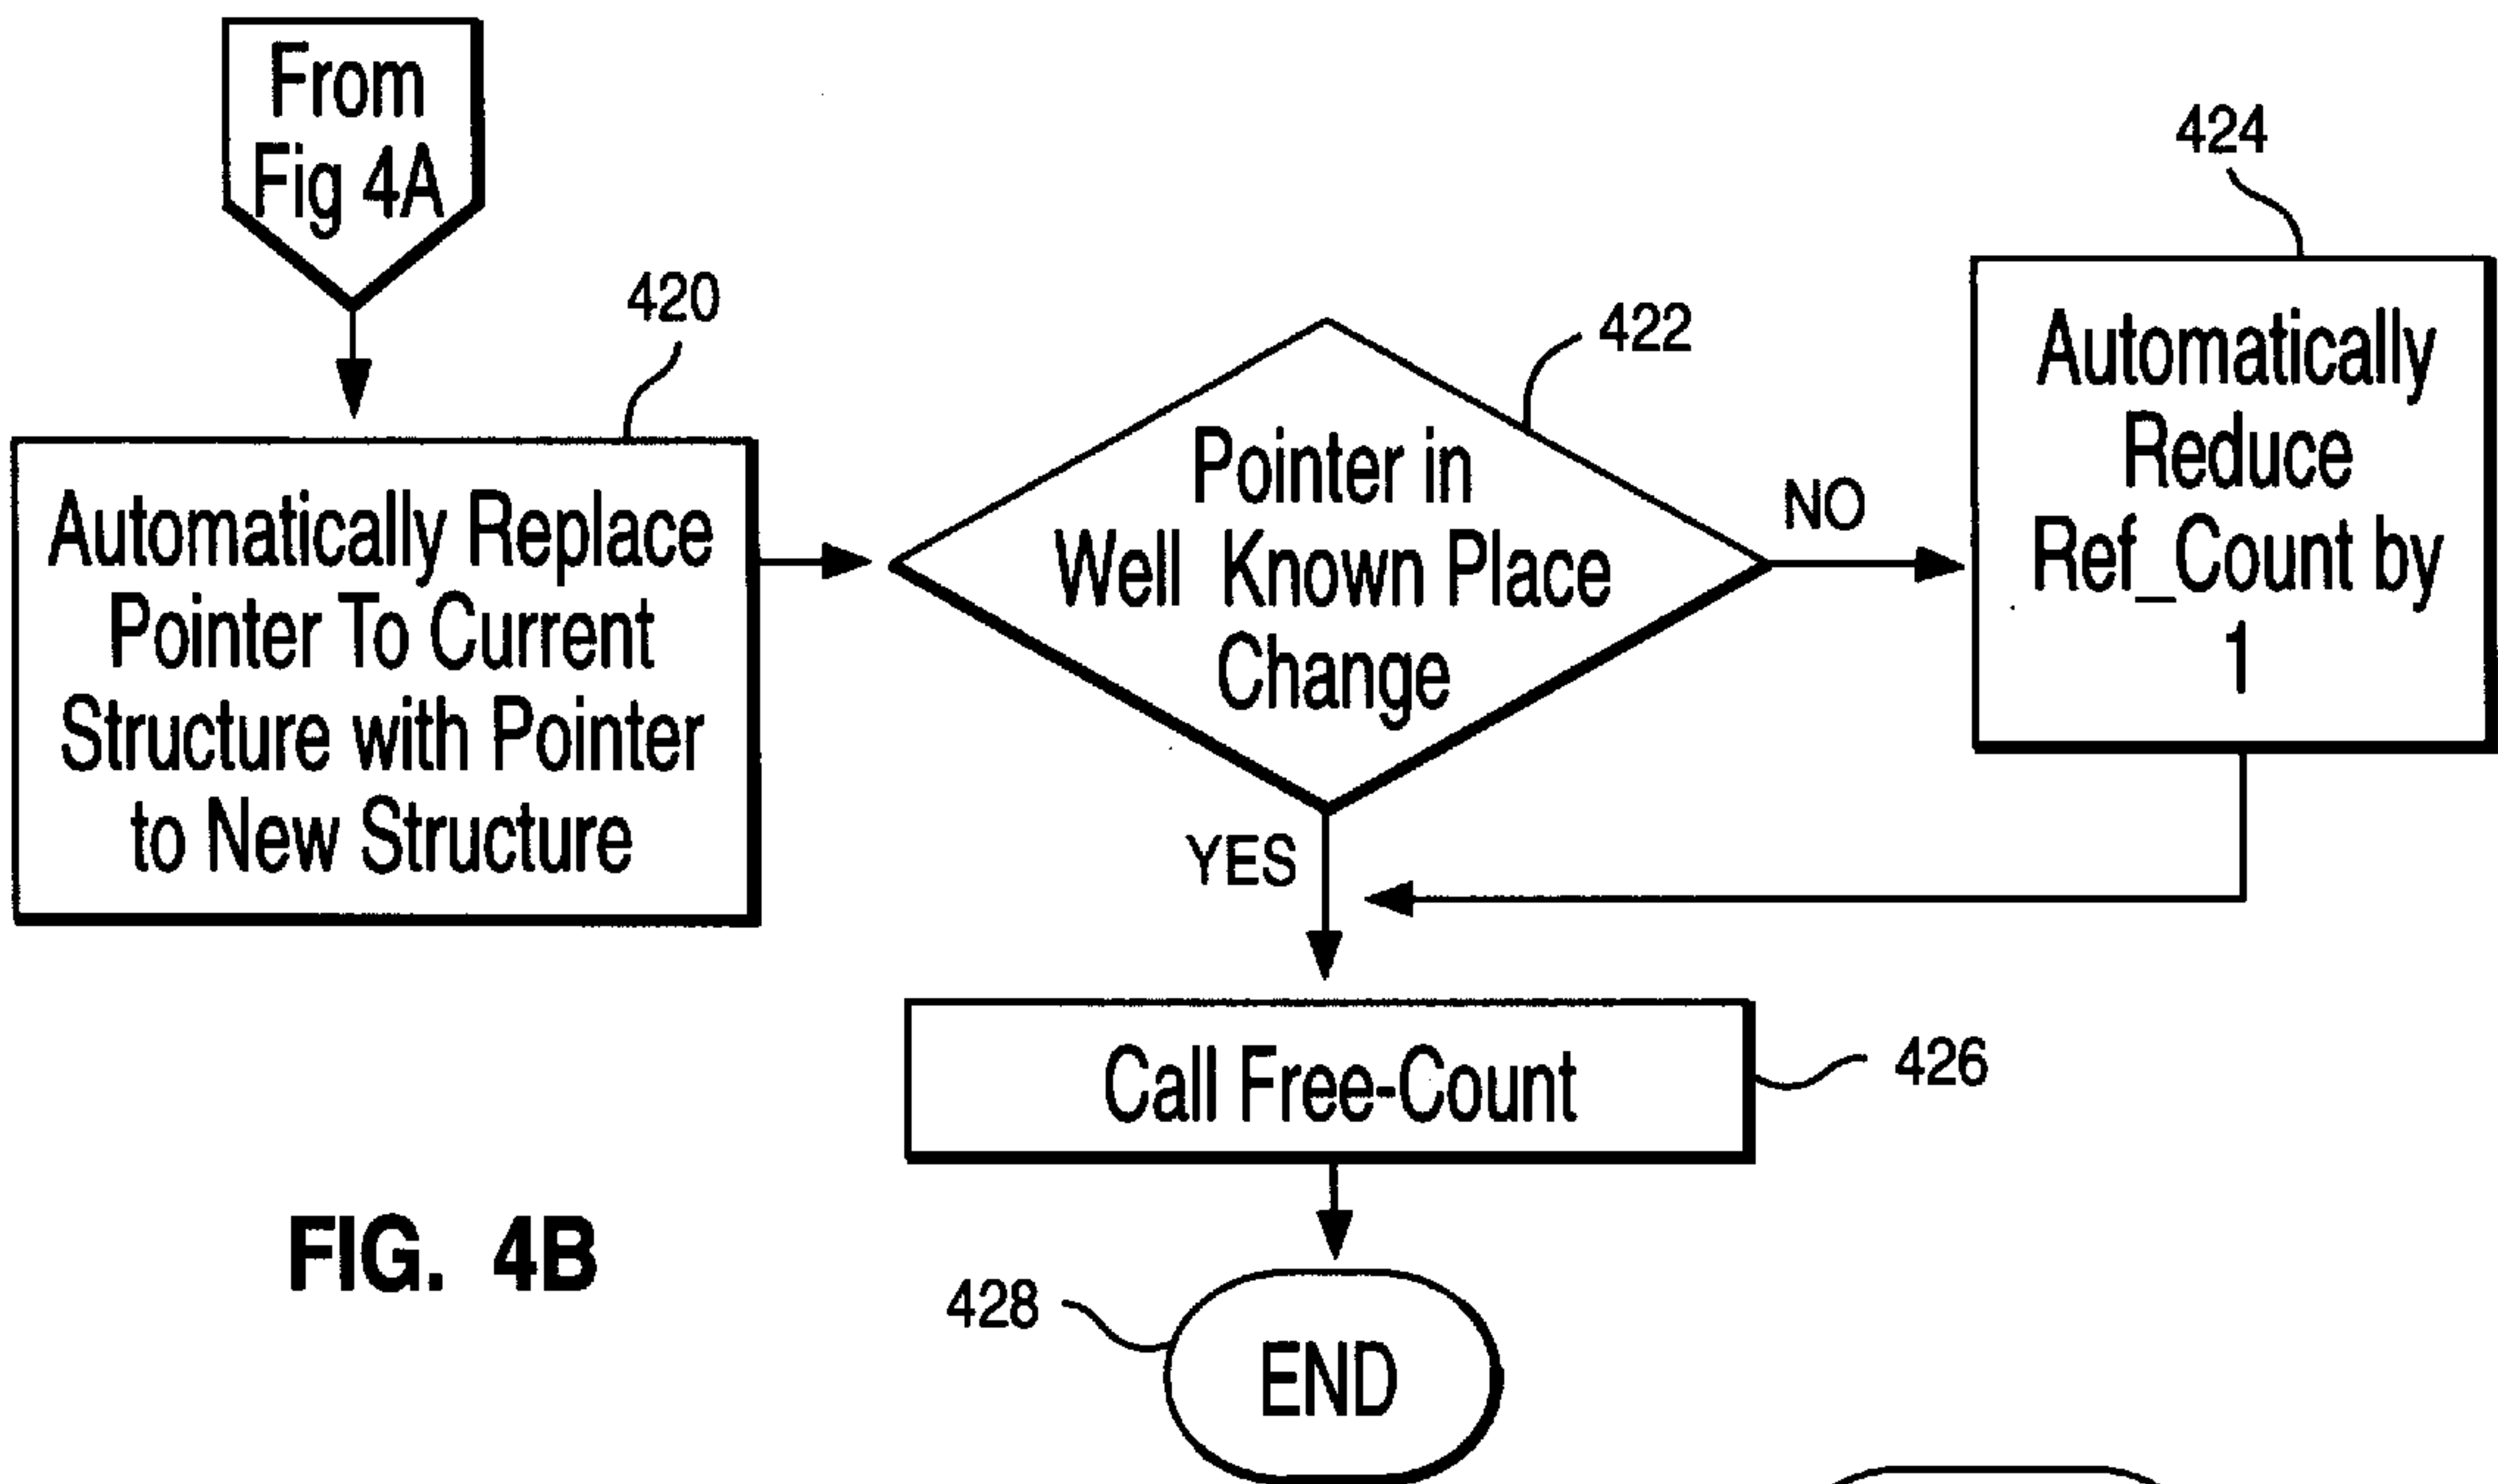 From
Fig 4A
420
Automatically Replace
Pointer To Current
Structure with Pointer
to New Structure
422
Pointer in
Well Known Place
Change
NO
424
Automatically
Reduce
Ref_Count by
1
YES
Call Free-Count
426
FIG. 4B
428
END